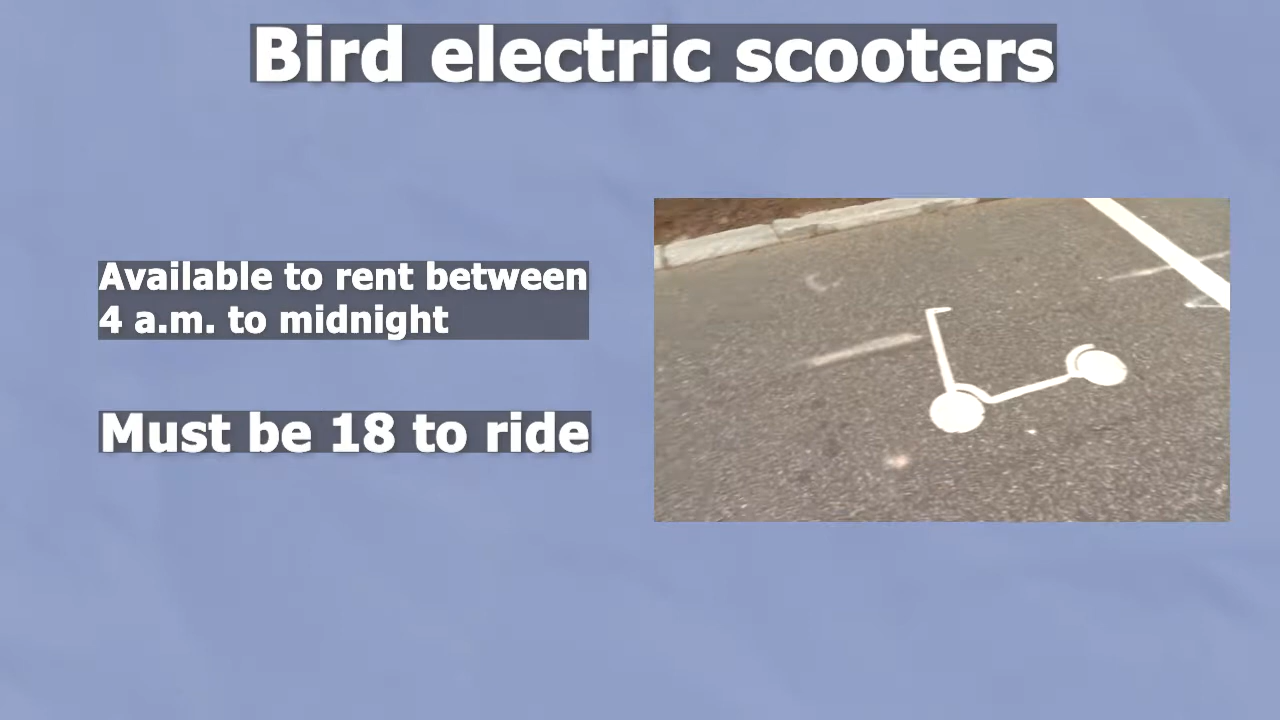 Bird electric scooters
Available to rent between
4 a.m. to midnight
Must be 18 to ride